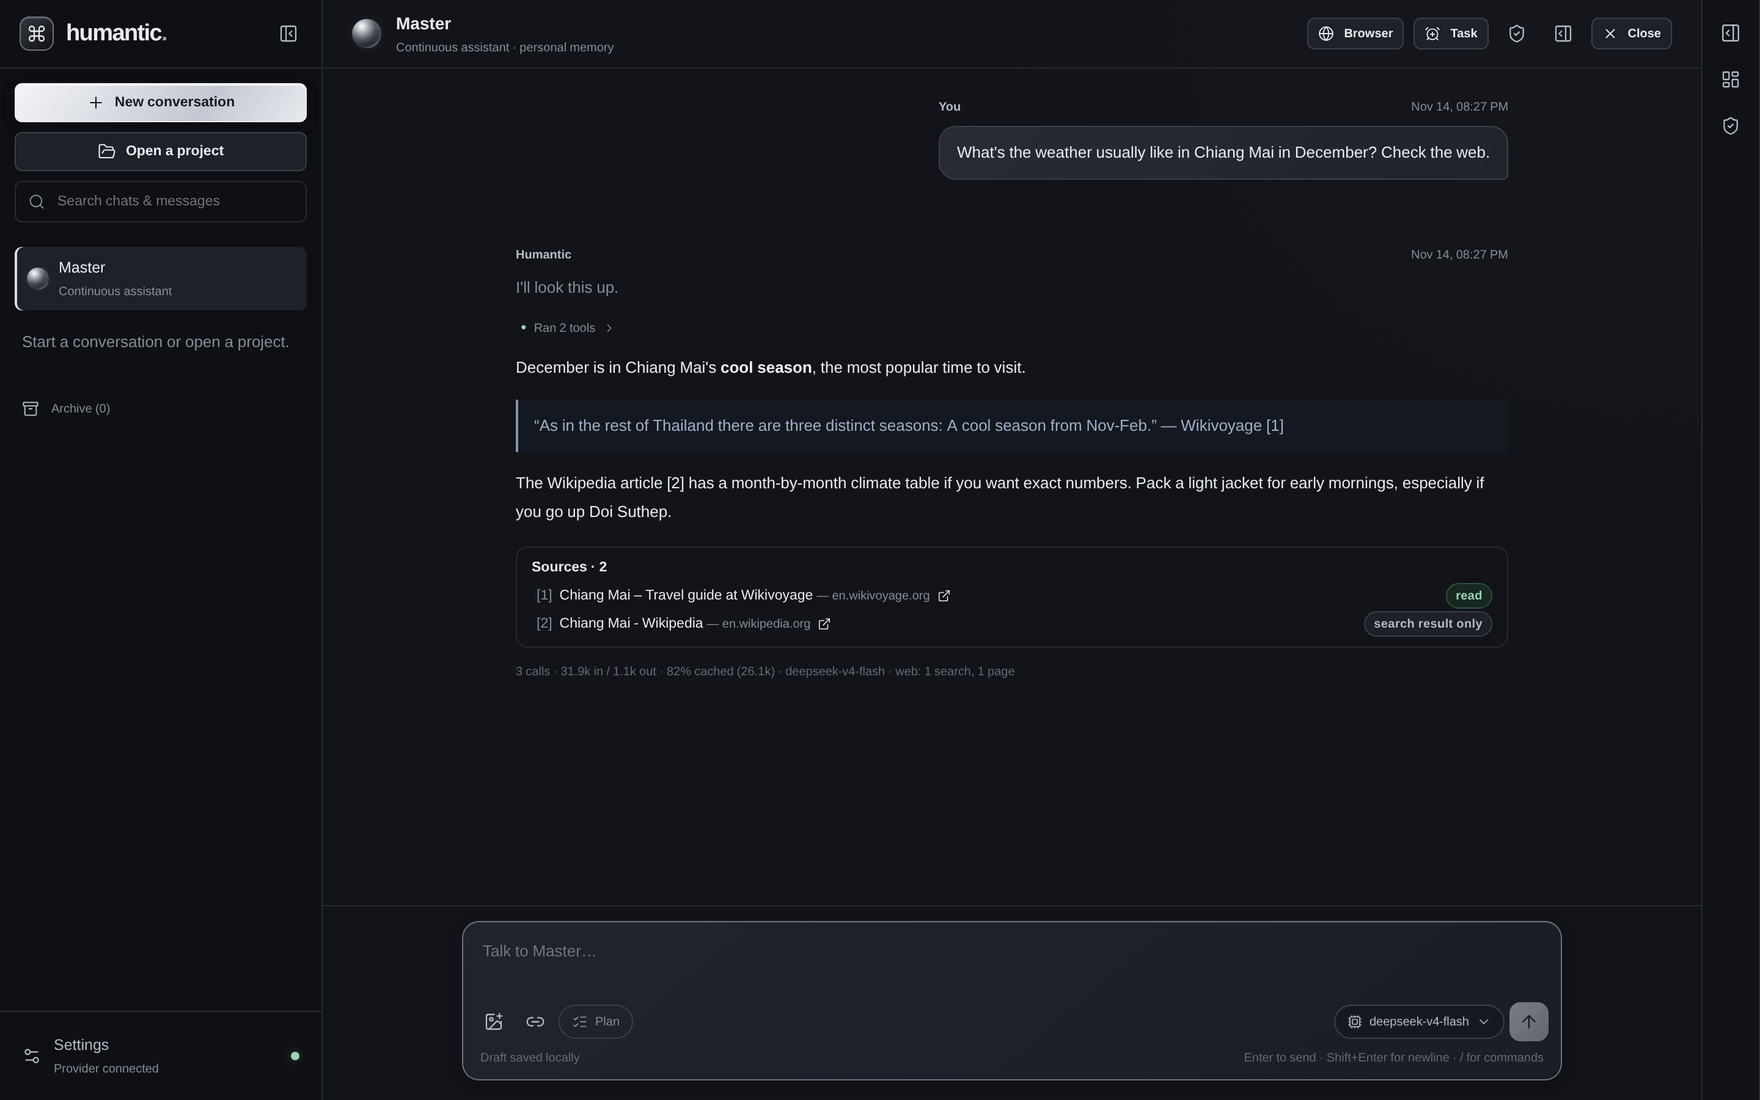 humantic.
New conversation
Open a project
Search chats & messages
Master
Continuous assistant
Start a conversation or open a project.
Archive (0)
Settings
Provider connected
Master
Continuous assistant · personal memory
Browser
Task
Close
You
Nov 14, 08:27 PM
What's the weather usually like in Chiang Mai in December? Check the web.
Humantic
Nov 14, 08:27 PM
I'll look this up.
• Ran 2 tools
December is in Chiang Mai's cool season, the most popular time to visit.
“As in the rest of Thailand there are three distinct seasons: A cool season from Nov-Feb.” — Wikivoyage [1]
The Wikipedia article [2] has a month-by-month climate table if you want exact numbers. Pack a light jacket for early mornings, especially if
you go up Doi Suthep.
Sources · 2
[1] Chiang Mai – Travel guide at Wikivoyage — en.wikivoyage.org
read
[2] Chiang Mai - Wikipedia — en.wikipedia.org
search result only
3 calls · 31.9k in / 1.1k out · 82% cached (26.1k) · deepseek-v4-flash · web: 1 search, 1 page
Talk to Master…
Plan
deepseek-v4-flash
Draft saved locally
Enter to send · Shift+Enter for newline · / for commands